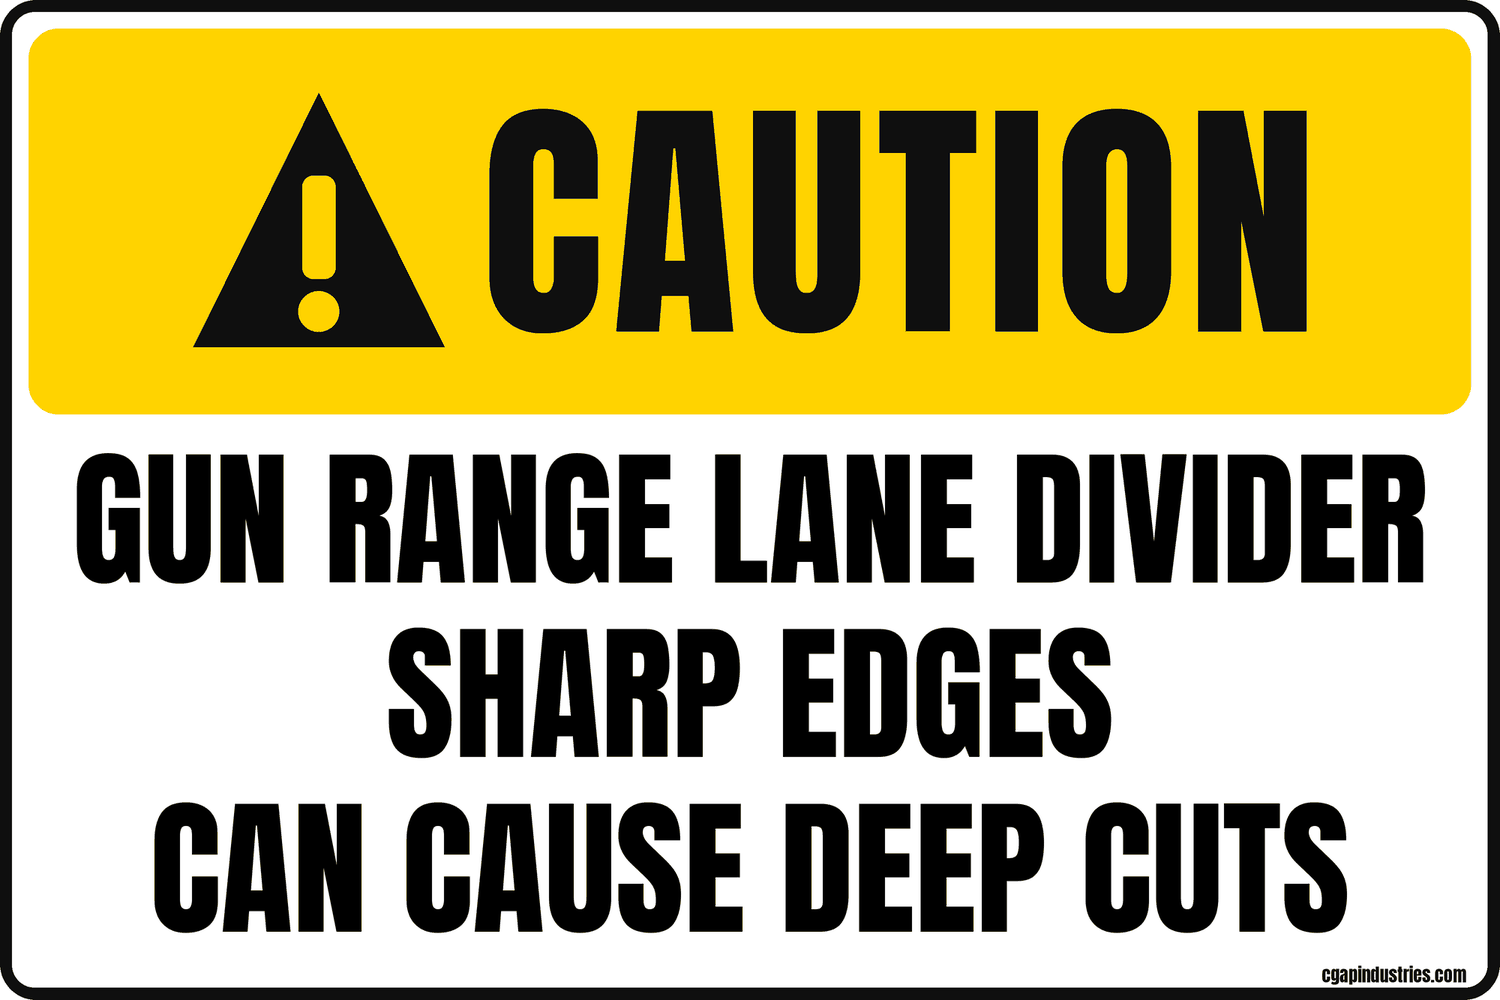 CAUTION
GUN RANGE LANE DIVIDER
SHARP EDGES
CAN CAUSE DEEP CUTS
cgapindustries.com